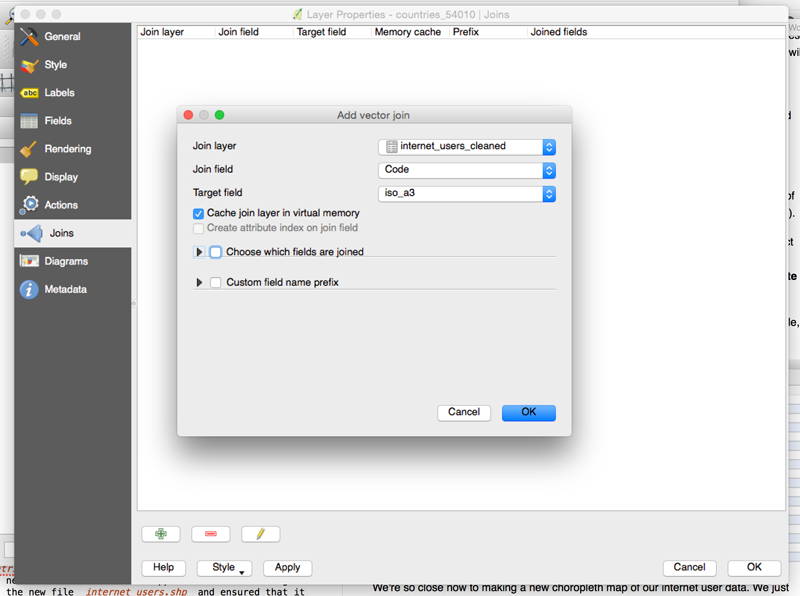 Layer Properties - countries_54010 | Joins
General
Style
Labels
Fields
Rendering
Display
Actions
Joins
Diagrams
Metadata
abc
Join layer Join field Target field Memory cache Prefix Joined fields
Add vector join
Join layer internet_users_cleaned
Join field Code
Target field iso_a3
Cache join layer in virtual memory
Create attribute index on join field
Choose which fields are joined
Custom field name prefix
Cancel OK
Help Style Apply Cancel OK
the new file internet_users.shp and ensured that it
We're so close now to making a new choropleth map of our internet user data. We just